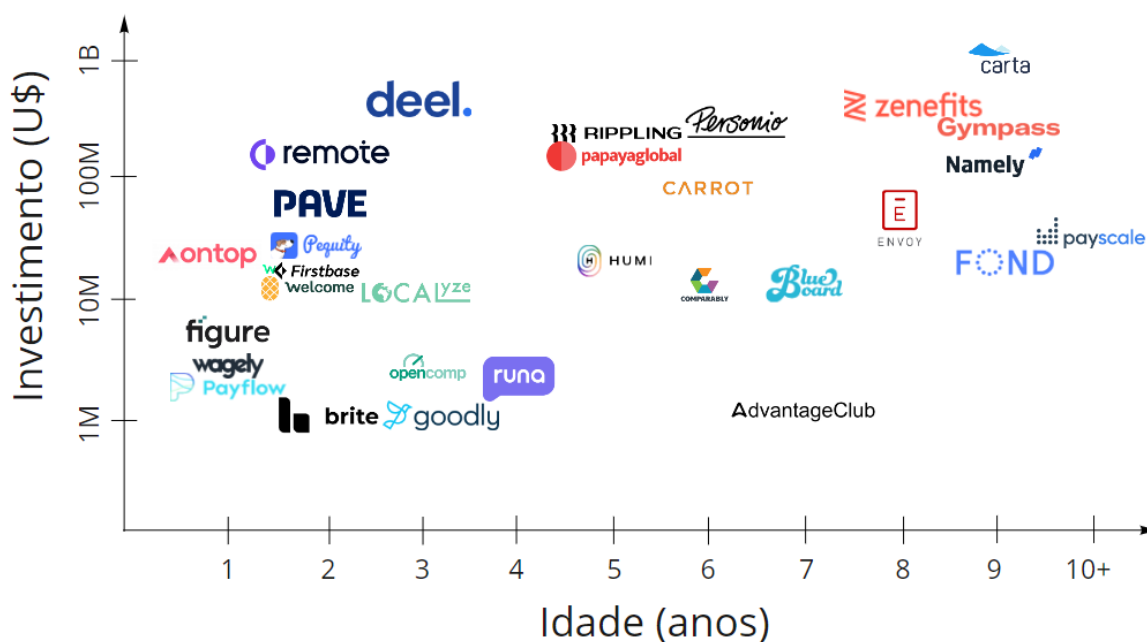 Investimento (U$)
1B
100M
10M
1M
carta
deel.
zenefits
Gympass
RIPPLING
Personio
remote
papayaglobal
Namely
CARROT
PAVE
ENVOY
payscale
ontop
Pequity
HUMI
FOND
Firstbase
welcome
LOCALyze
COMPARABLY
Blue
Board
figure
wagely
Payflow
opencomp
runa
brite
goodly
AdvantageClub
1 2 3 4 5 6 7 8 9 10+
Idade (anos)